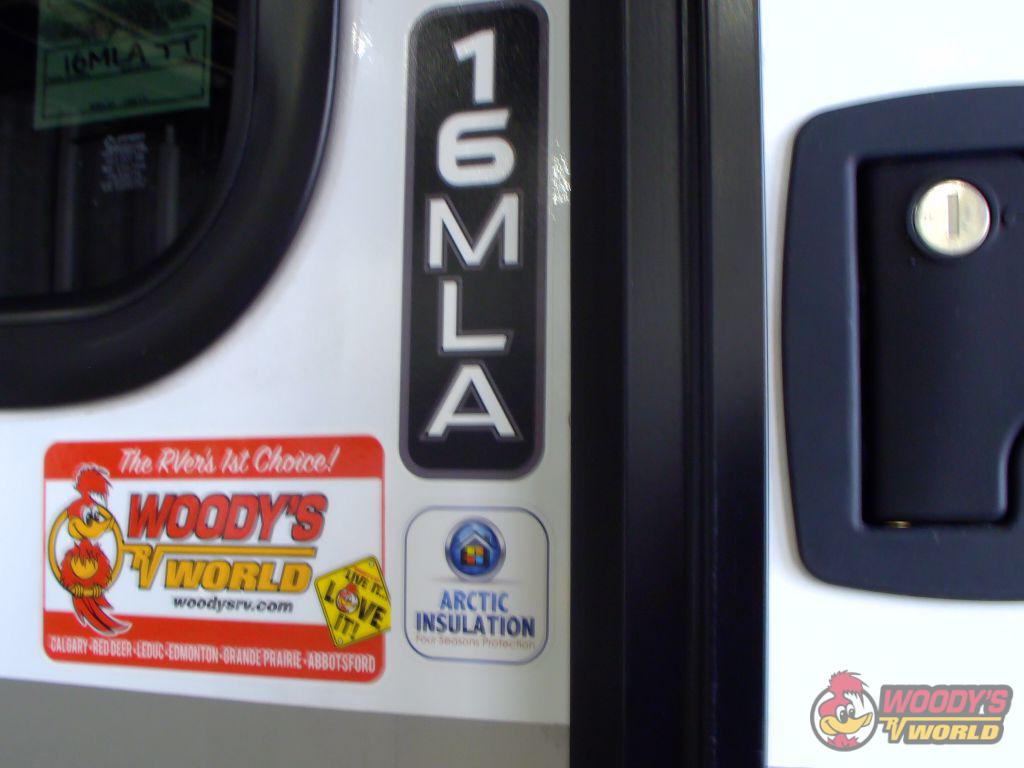 16MLA TT
16MLA
The RVer's 1st Choice!
WOODY'S
RV WORLD
woodysrv.com
LIVE IT...
LOVE
IT!
CALGARY-RED DEER-LEDUC-EDMONTON-GRANDE PRAIRIE-ABBOTSFORD
ARCTIC
INSULATION
Four Seasons Protection
WOODY'S
RV WORLD